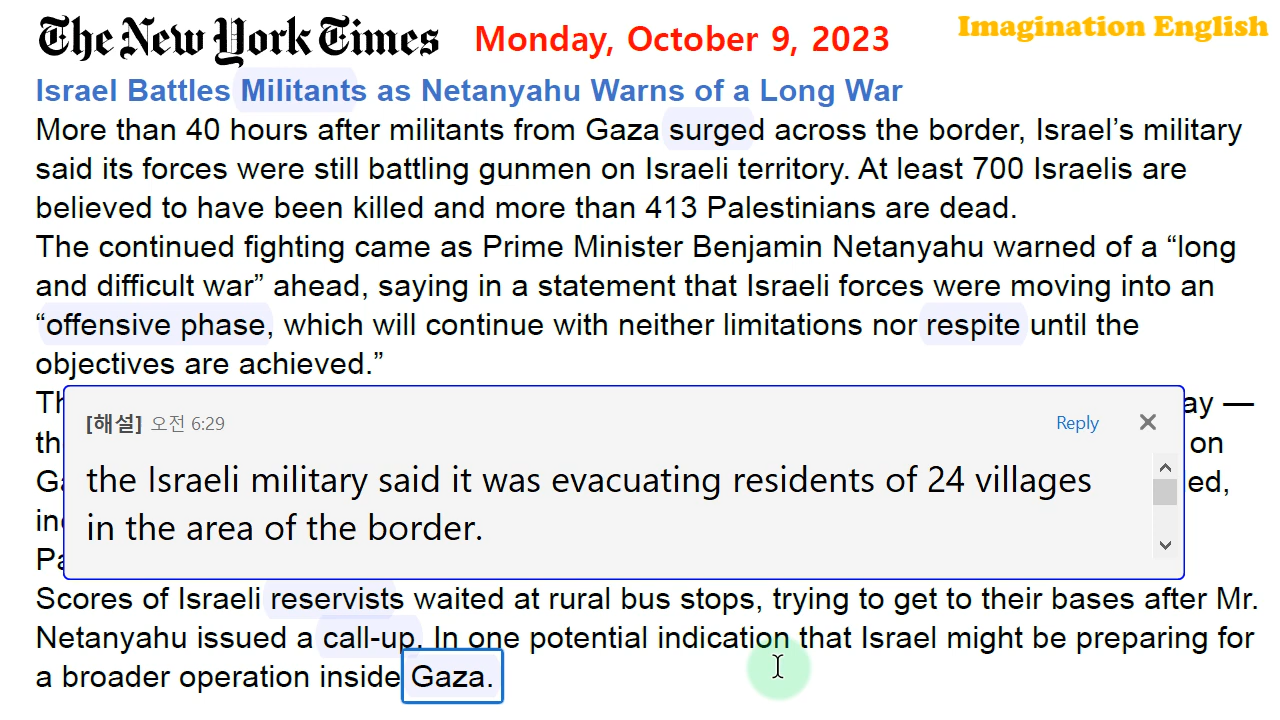 The New York Times Monday, October 9, 2023 Imagination English
Israel Battles Militants as Netanyahu Warns of a Long War
More than 40 hours after militants from Gaza surged across the border, Israel’s military
said its forces were still battling gunmen on Israeli territory. At least 700 Israelis are
believed to have been killed and more than 413 Palestinians are dead.
The continued fighting came as Prime Minister Benjamin Netanyahu warned of a “long
and difficult war” ahead, saying in a statement that Israeli forces were moving into an
“offensive phase, which will continue with neither limitations nor respite until the
objectives are achieved.”
[해설] 오전 6:29 Reply
the Israeli military said it was evacuating residents of 24 villages
in the area of the border.
Scores of Israeli reservists waited at rural bus stops, trying to get to their bases after Mr.
Netanyahu issued a call-up. In one potential indication that Israel might be preparing for
a broader operation inside Gaza.